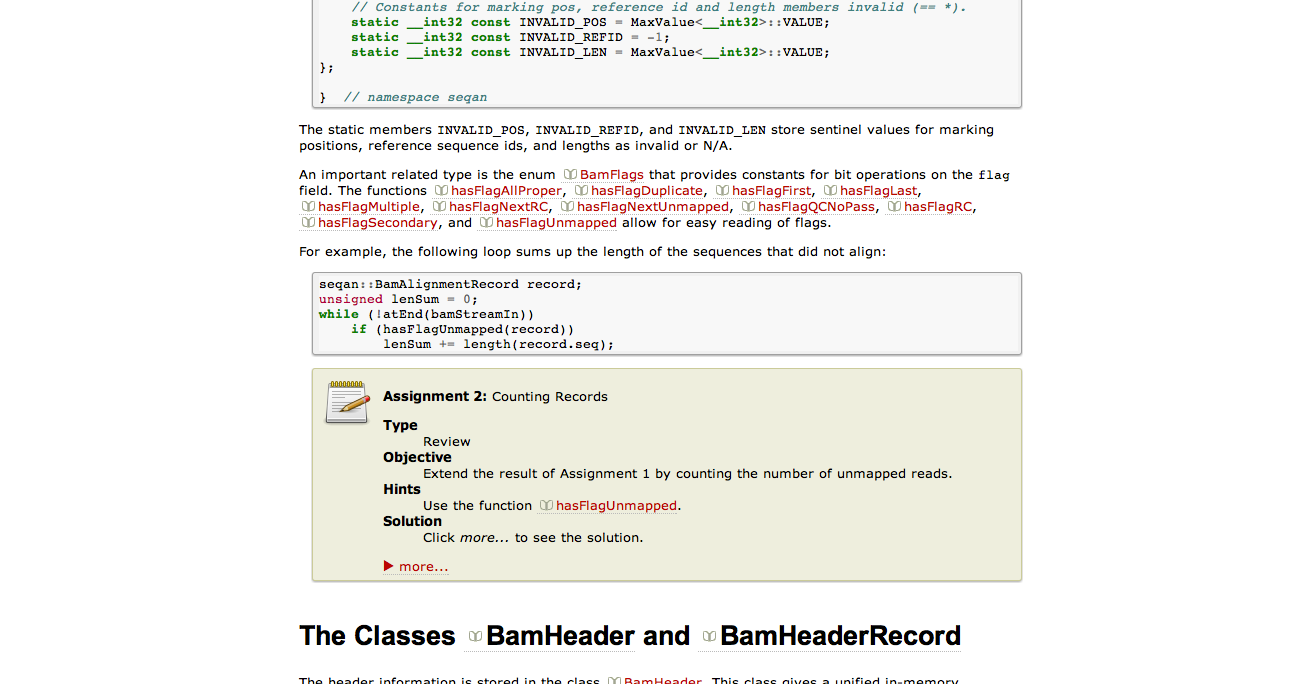 // Constants for marking pos, reference id and length members invalid (== *).
static __int32 const INVALID_POS = MaxValue<__int32>::VALUE;
static __int32 const INVALID_REFID = -1;
static __int32 const INVALID_LEN = MaxValue<__int32>::VALUE;
};
} // namespace seqan
The static members INVALID_POS, INVALID_REFID, and INVALID_LEN store sentinel values for marking
positions, reference sequence ids, and lengths as invalid or N/A.
An important related type is the enum BamFlags that provides constants for bit operations on the flag
field. The functions hasFlagAllProper, hasFlagDuplicate, hasFlagFirst, hasFlagLast,
hasFlagMultiple, hasFlagNextRC, hasFlagNextUnmapped, hasFlagQCNoPass, hasFlagRC,
hasFlagSecondary, and hasFlagUnmapped allow for easy reading of flags.
For example, the following loop sums up the length of the sequences that did not align:
seqan::BamAlignmentRecord record;
unsigned lenSum = 0;
while (!atEnd(bamStreamIn))
if (hasFlagUnmapped(record))
lenSum += length(record.seq);
Assignment 2: Counting Records
Type
Review
Objective
Extend the result of Assignment 1 by counting the number of unmapped reads.
Hints
Use the function hasFlagUnmapped.
Solution
Click more... to see the solution.
more...
The Classes BamHeader and BamHeaderRecord
The header information is stored in the class BamHeader. This class gives a unified in-memory